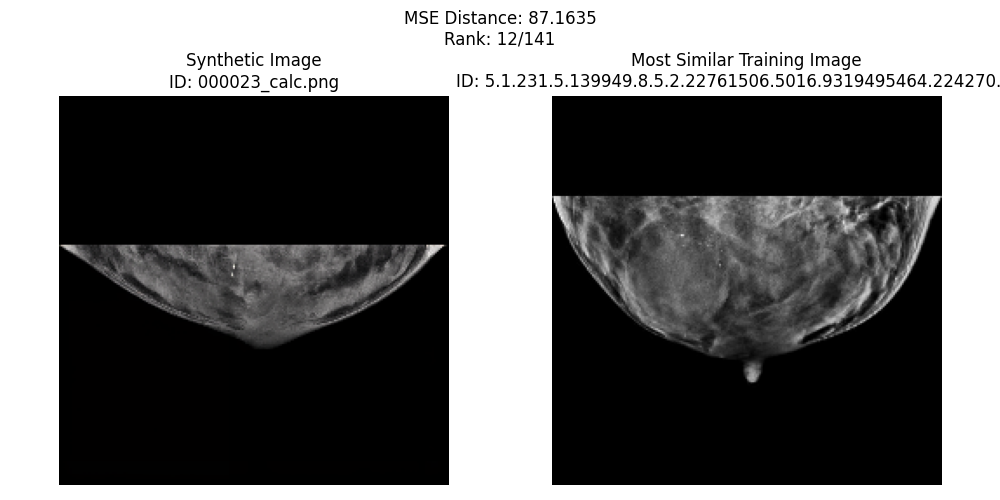 MSE Distance: 87.1635
Rank: 12/141
Synthetic Image
ID: 000023_calc.png
Most Similar Training Image
ID: 5.1.231.5.139949.8.5.2.22761506.5016.9319495464.224270.